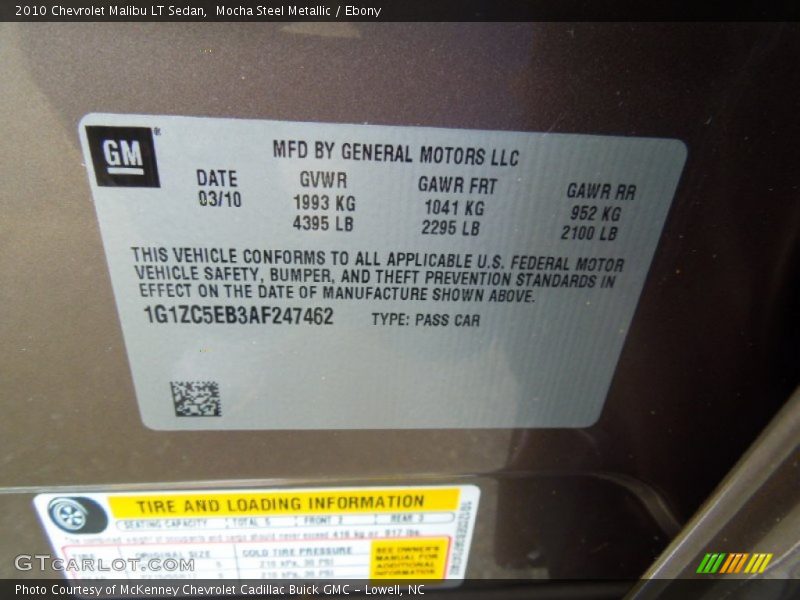 2010 Chevrolet Malibu LT Sedan, Mocha Steel Metallic / Ebony
GM ®
MFD BY GENERAL MOTORS LLC
DATE GVWR GAWR FRT GAWR RR
03/10 1993 KG 1041 KG 952 KG
4395 LB 2295 LB 2100 LB
THIS VEHICLE CONFORMS TO ALL APPLICABLE U.S. FEDERAL MOTOR
VEHICLE SAFETY, BUMPER, AND THEFT PREVENTION STANDARDS IN
EFFECT ON THE DATE OF MANUFACTURE SHOWN ABOVE.
1G1ZC5EB3AF247462 TYPE: PASS CAR
TIRE AND LOADING INFORMATION
SEATING CAPACITY TOTAL 5 FRONT 2 REAR 3
ORIGINAL SIZE COLD TIRE PRESSURE
SEE OWNER'S
MANUAL FOR
ADDITIONAL
INFORMATION
GTCarLot.com
Photo Courtesy of McKenney Chevrolet Cadillac Buick GMC - Lowell, NC